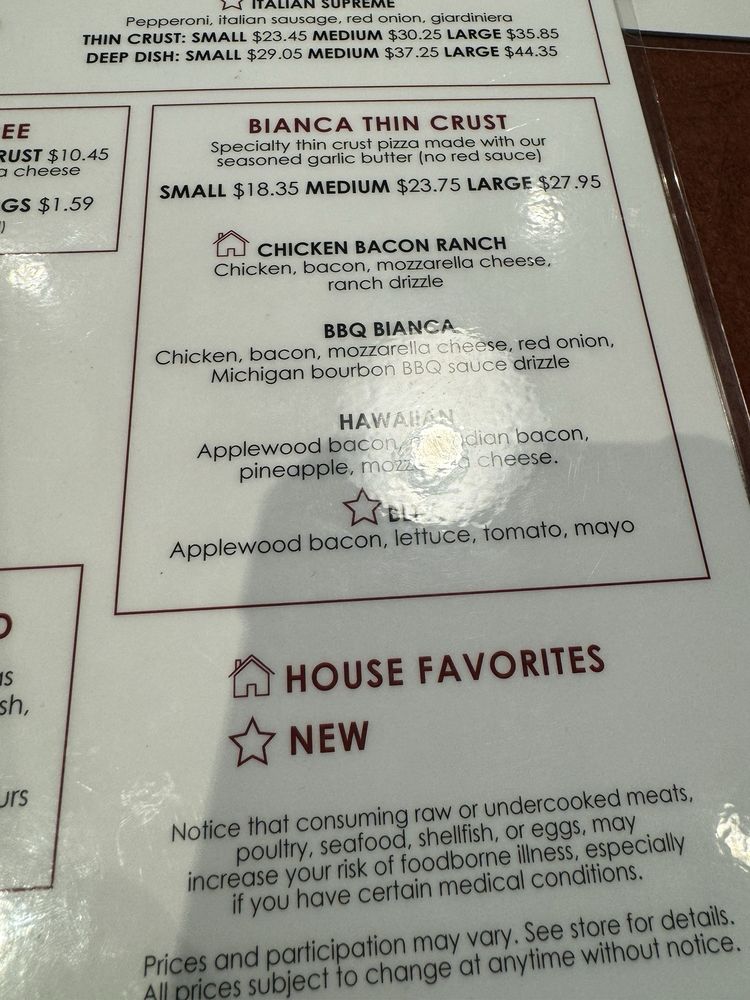 ITALIAN SUPREME
Pepperoni, italian sausage, red onion, giardiniera
THIN CRUST: SMALL $23.45 MEDIUM $30.25 LARGE $35.85
DEEP DISH: SMALL $29.05 MEDIUM $37.25 LARGE $44.35
EE
RUST $10.45
a cheese
GS $1.59
BIANCA THIN CRUST
Specialty thin crust pizza made with our
seasoned garlic butter (no red sauce)
SMALL $18.35 MEDIUM $23.75 LARGE $27.95
CHICKEN BACON RANCH
Chicken, bacon, mozzarella cheese,
ranch drizzle
BBQ BIANCA
Chicken, bacon, mozzarella cheese, red onion,
Michigan bourbon BBQ sauce drizzle
HAWAIIAN
Applewood bacon, bacon,
pineapple, cheese.
Applewood bacon, lettuce, tomato, mayo
sh,
urs
HOUSE FAVORITES
NEW
Notice that consuming raw or undercooked meats,
poultry, seafood, shellfish, or eggs, may
increase your risk of foodborne illness, especially
if you have certain medical conditions.
Prices and participation may vary. See store for details.
All prices subject to change at anytime without notice.